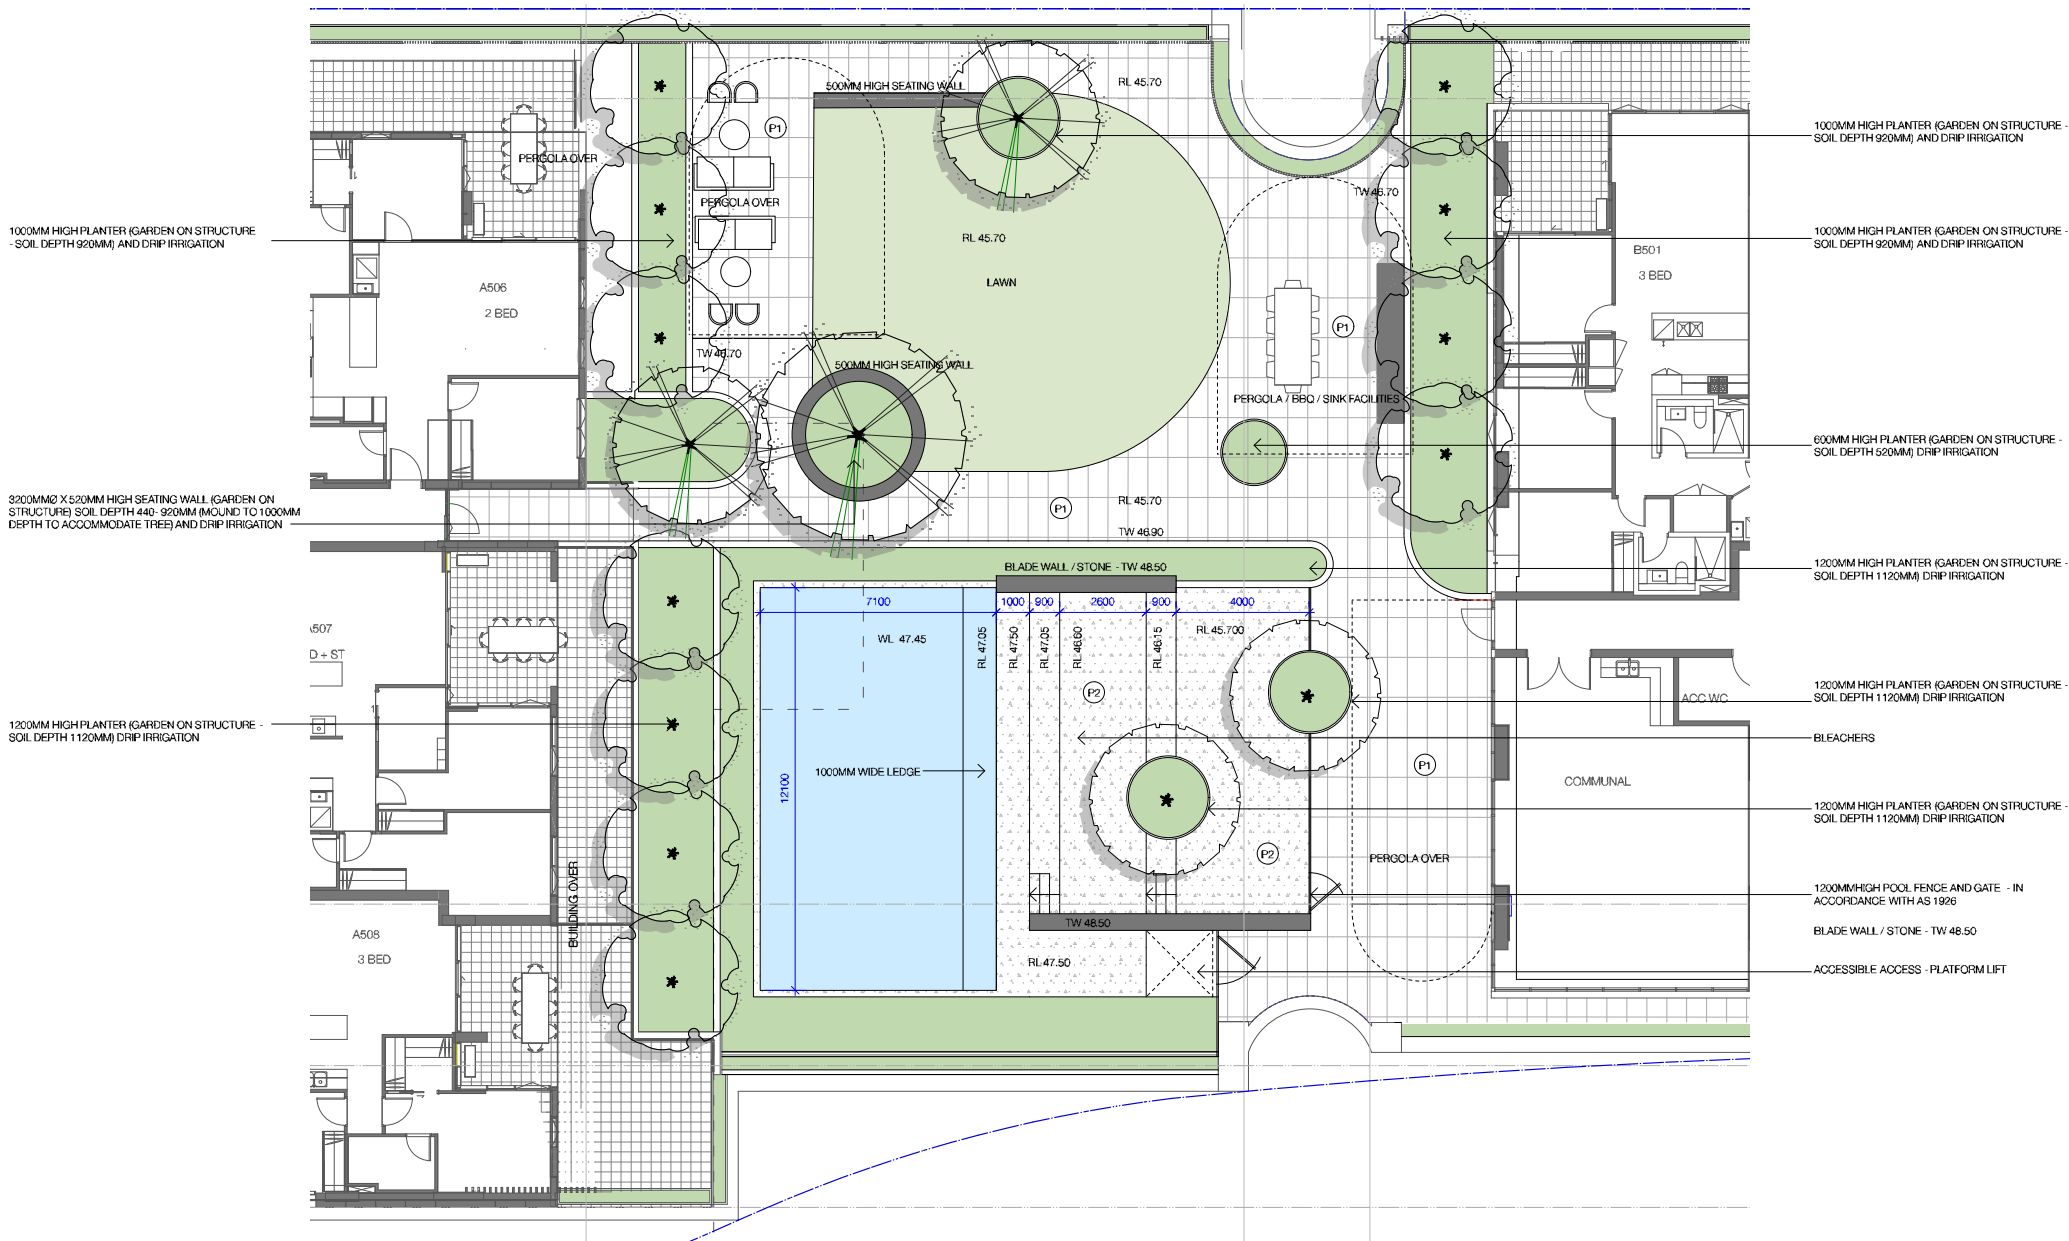 500MM HIGH SEATING WALL
RL 45.70
P1
1000MM HIGH PLANTER (GARDEN ON STRUCTURE -
SOIL DEPTH 920MM) AND DRIP IRRIGATION
PERGOLA OVER
TW 46.70
PERGOLA OVER
1000MM HIGH PLANTER (GARDEN ON STRUCTURE
- SOIL DEPTH 920MM) AND DRIP IRRIGATION
RL 45.70
1000MM HIGH PLANTER (GARDEN ON STRUCTURE -
SOIL DEPTH 920MM) AND DRIP IRRIGATION
B501
3 BED
A506
2 BED
LAWN
P1
TW 46.70
500MM HIGH SEATING WALL
PERGOLA / BBQ / SINK FACILITIES
600MM HIGH PLANTER (GARDEN ON STRUCTURE -
SOIL DEPTH 520MM) DRIP IRRIGATION
3200MMØ X 520MM HIGH SEATING WALL (GARDEN ON
STRUCTURE) SOIL DEPTH 440- 920MM (MOUND TO 1000MM
DEPTH TO ACCOMMODATE TREE) AND DRIP IRRIGATION
P1
RL 45.70
TW 46.90
BLADE WALL / STONE - TW 48.50
1200MM HIGH PLANTER (GARDEN ON STRUCTURE -
SOIL DEPTH 1120MM) DRIP IRRIGATION
7100
1000
900
2600
900
4000
A507
D + ST
WL 47.45
RL 47.05
RL 47.50
RL 47.05
RL 46.60
RL 46.15
RL 45.700
P2
1200MM HIGH PLANTER (GARDEN ON STRUCTURE -
SOIL DEPTH 1120MM) DRIP IRRIGATION
ACC WC
1200MM HIGH PLANTER (GARDEN ON STRUCTURE -
SOIL DEPTH 1120MM) DRIP IRRIGATION
BLEACHERS
1000MM WIDE LEDGE
12100
P1
COMMUNAL
1200MM HIGH PLANTER (GARDEN ON STRUCTURE -
SOIL DEPTH 1120MM) DRIP IRRIGATION
P2
PERGOLA OVER
BUILDING OVER
1200MMHIGH POOL FENCE AND GATE - IN
ACCORDANCE WITH AS 1926
TW 48.50
BLADE WALL / STONE - TW 48.50
A508
3 BED
RL 47.50
ACCESSIBLE ACCESS - PLATFORM LIFT